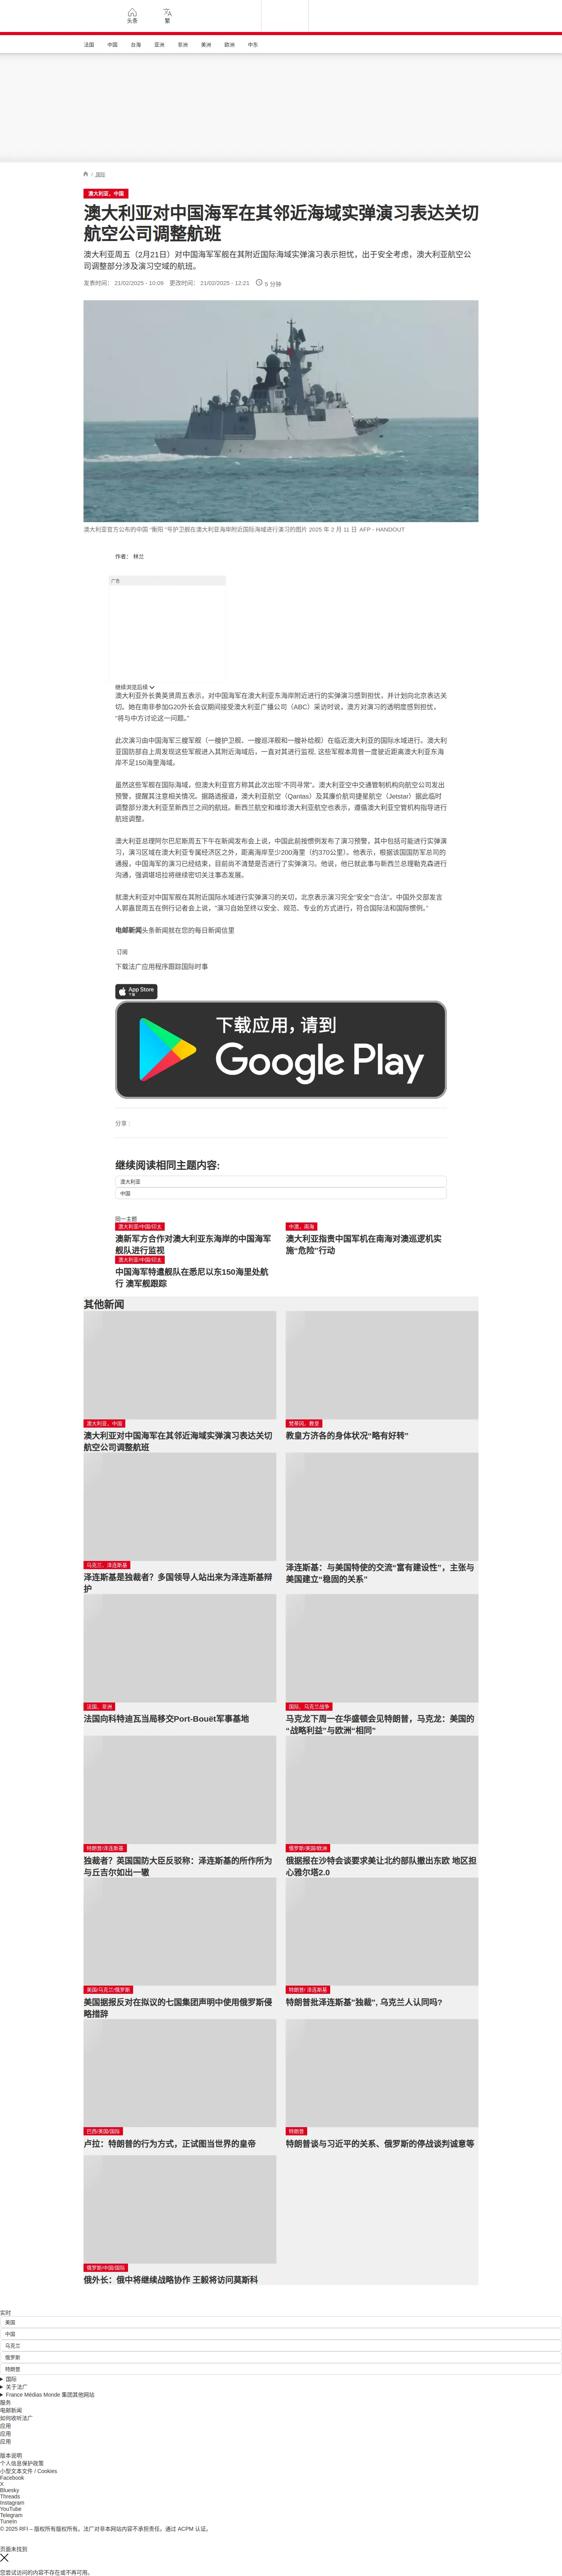 头条
繁
法国
中国
台海
亚洲
非洲
美洲
欧洲
中东
/ 国际
澳大利亚，中国
澳大利亚对中国海军在其邻近海域实弹演习表达关切
航空公司调整航班
澳大利亚周五（2月21日）对中国海军军舰在其附近国际海域实弹演习表示担忧，出于安全考虑，澳大利亚航空公
司调整部分涉及演习空域的航班。
发表时间： 21/02/2025 - 10:09 更改时间： 21/02/2025 - 12:21 5 分钟
澳大利亚官方公布的中国 “衡阳 ”号护卫舰在澳大利亚海岸附近国际海域进行演习的图片 2025 年 2 月 11 日 AFP - HANDOUT
作者： 林兰
广告
继续浏览后续
澳大利亚外长黄英贤周五表示，对中国海军在澳大利亚东海岸附近进行的实弹演习感到担忧，并计划向北京表达关
切。她在南非参加G20外长会议期间接受澳大利亚广播公司（ABC）采访时说，澳方对演习的透明度感到担忧，
“将与中方讨论这一问题。”
此次演习由中国海军三艘军舰（一艘护卫舰、一艘巡洋舰和一艘补给舰）在临近澳大利亚的国际水域进行。澳大利
亚国防部自上周发现这些军舰进入其附近海域后，一直对其进行监视, 这些军舰本周曾一度驶近距离澳大利亚东海
岸不足150海里海域。
虽然这些军舰在国际海域，但澳大利亚官方称其此次出现“不同寻常”。澳大利亚空中交通管制机构向航空公司发出
预警，提醒其注意相关情况。据路透报道，澳大利亚航空（Qantas）及其廉价航司捷星航空（Jetstar）据此临时
调整部分澳大利亚至新西兰之间的航班。新西兰航空和维珍澳大利亚航空也表示，遵循澳大利亚空管机构指导进行
航班调整。
澳大利亚总理阿尔巴尼斯周五下午在新闻发布会上说，中国此前按惯例发布了演习预警，其中包括可能进行实弹演
习，演习区域在澳大利亚专属经济区之外，距离海岸至少200海里（约370公里）。他表示，根据该国国防军总司的
通报，中国海军的演习已经结束，目前尚不清楚是否进行了实弹演习。他说，他已就此事与新西兰总理勒克森进行
沟通，强调堪培拉将继续密切关注事态发展。
就澳大利亚对中国军舰在其附近国际水域进行实弹演习的关切，北京表示演习完全"安全""合法"。中国外交部发言
人郭嘉昆周五在例行记者会上说，"演习自始至终以安全、规范、专业的方式进行，符合国际法和国际惯例。"
电邮新闻头条新闻就在您的每日新闻信里
订阅
下载法广应用程序跟踪国际时事
App Store
下载
下载应用，请到
Google Play
分享 :
继续阅读相同主题内容:
澳大利亚
中国
同一主题
澳大利亚/中国/印太
澳新军方合作对澳大利亚东海岸的中国海军
舰队进行监视
中澳，南海
澳大利亚指责中国军机在南海对澳巡逻机实
施“危险”行动
澳大利亚/中国/印太
中国海军特遣舰队在悉尼以东150海里处航
行 澳军舰跟踪
其他新闻
澳大利亚，中国
澳大利亚对中国海军在其邻近海域实弹演习表达关切
航空公司调整航班
梵蒂冈、教皇
教皇方济各的身体状况“略有好转”
乌克兰、泽连斯基
泽连斯基是独裁者？多国领导人站出来为泽连斯基辩
护
泽连斯基：与美国特使的交流“富有建设性”，主张与
美国建立“稳固的关系”
法国、非洲
法国向科特迪瓦当局移交Port-Bouët军事基地
国际、乌克兰战争
马克龙下周一在华盛顿会见特朗普，马克龙：美国的
“战略利益”与欧洲“相同”
特朗普/泽连斯基
独裁者？英国国防大臣反驳称：泽连斯基的所作所为
与丘吉尔如出一辙
俄罗斯/美国/欧洲
俄据报在沙特会谈要求美让北约部队撤出东欧 地区担
心雅尔塔2.0
美国/乌克兰/俄罗斯
美国据报反对在拟议的七国集团声明中使用俄罗斯侵
略措辞
特朗普/ 泽连斯基
特朗普批泽连斯基"独裁", 乌克兰人认同吗?
巴西/美国/国际
卢拉：特朗普的行为方式，正试图当世界的皇帝
特朗普
特朗普谈与习近平的关系、俄罗斯的停战谈判诚意等
俄罗斯/中国/国际
俄外长：俄中将继续战略协作 王毅将访问莫斯科
实时
美国
中国
乌克兰
俄罗斯
特朗普
国际
关于法广
France Médias Monde 集团其他网站
服务
电邮新闻
如何收听法广
应用
应用
应用
版本说明
个人信息保护政策
小型文本文件 / Cookies
Facebook
X
Bluesky
Threads
Instagram
YouTube
Telegram
TuneIn
© 2025 RFI – 版权所有版权所有。法广对非本网站内容不承担责任。通过 ACPM 认证。
页面未找到
您尝试访问的内容不存在或不再可用。